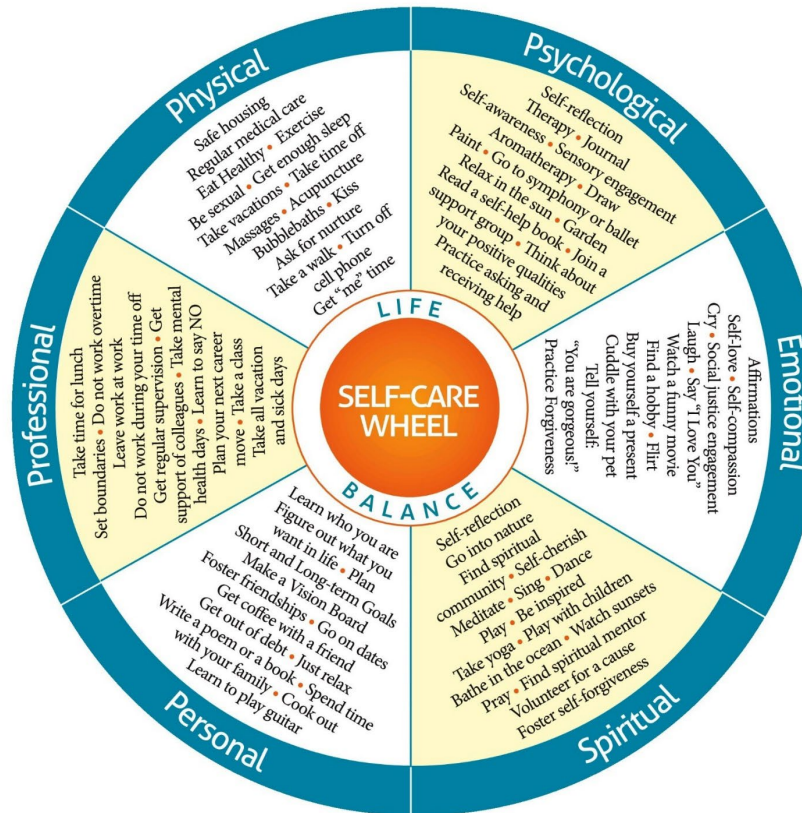 Physical
Safe housing
Regular medical care
Eat Healthy • Exercise
Be sexual • Get enough sleep
Take vacations • Take time off
Massages • Acupuncture
Bubblebaths • Kiss
Ask for nurture
Take a walk • Turn off
cell phone
Get “me” time
Psychological
Self-reflection
Therapy • Journal
Self-awareness • Sensory engagement
Aromatherapy • Draw
Paint • Go to symphony or ballet
Relax in the sun • Garden
Read a self-help book • Join a
support group • Think about
your positive qualities
Practice asking and
receiving help
Emotional
Affirmations
Self-love • Self-compassion
Cry • Social justice engagement
Laugh • Say “I Love You”
Watch a funny movie
Find a hobby • Flirt
Buy yourself a present
Cuddle with your pet
Tell yourself:
“You are gorgeous!”
Practice Forgiveness
Spiritual
Self-reflection
Go into nature
Find spiritual
community • Self-cherish
Meditate • Sing • Dance
Play • Be inspired
Take yoga • Play with children
Bathe in the ocean • Watch sunsets
Pray • Find spiritual mentor
Volunteer for a cause
Foster self-forgiveness
Personal
Learn who you are
Figure out what you
want in life • Plan
Short and Long-term Goals
Make a Vision Board
Foster friendships • Go on dates
Get coffee with a friend
Get out of debt • Just relax
Write a poem or a book • Spend time
with your family • Cook out
Learn to play guitar
Professional
Take time for lunch
Set boundaries • Do not work overtime
Leave work at work
Do not work during your time off
Get regular supervision • Get
support of colleagues • Take mental
health days • Learn to say NO
Plan your next career
move • Take a class
Take all vacation
and sick days
LIFE
SELF-CARE
WHEEL
BALANCE